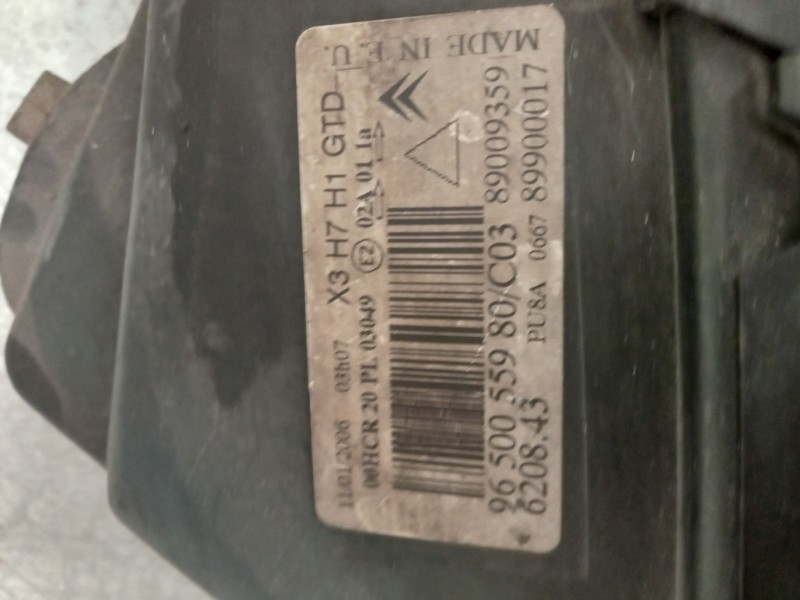 11/01/2006 03h07 X3 H7 H1 GTD
00HCR 20 PL 03049 E2 02A 01 1a
96 500 559 80/C03 89009359
6208.43 PU8A 0667 89900017
MADE IN E.U.